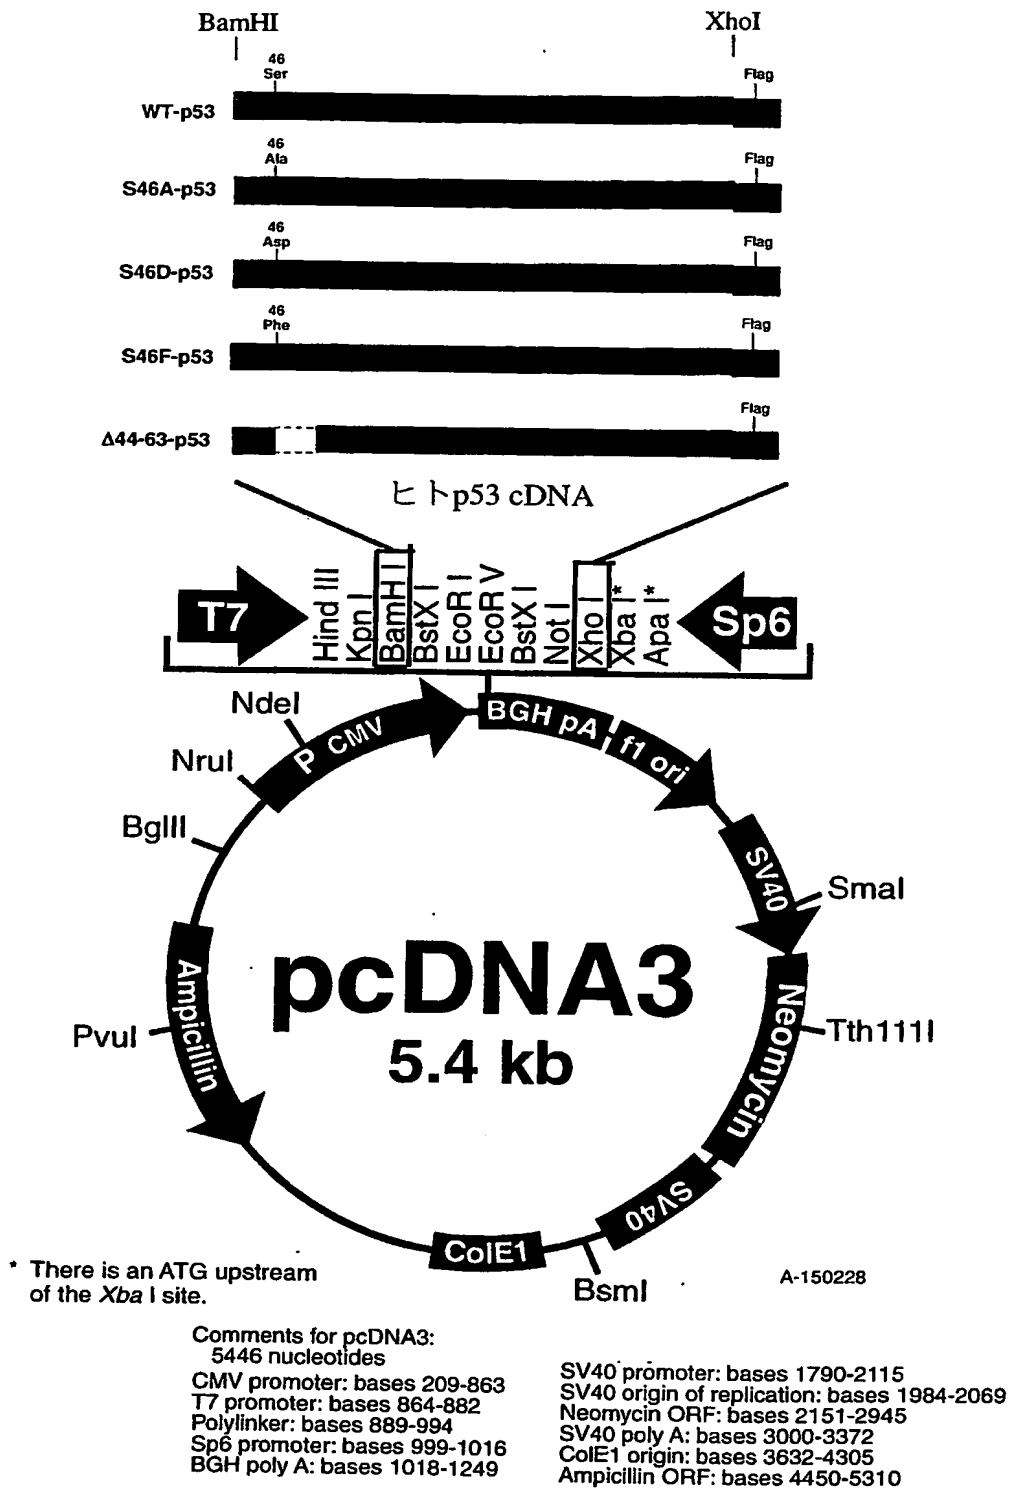 BamHI
XhoI
46
Ser
Flag
WT-p53
46
Ala
Flag
S46A-p53
46
Asp
Flag
S46D-p53
46
Phe
Flag
S46F-p53
Flag
Δ44-63-p53
ヒトp53 cDNA
T7
Hind III
Kpn I
BamH I
BstX I
EcoR I
EcoR V
BstX I
Not I
Xho I
Xba I*
Apa I*
Sp6
NdeI
NruI
BglII
PvuI
P CMV
BGH pA
f1 ori
SV40
SmaI
Neomycin
Tth111I
SV40
BsmI
ColE1
Ampicillin
pcDNA3
5.4 kb
* There is an ATG upstream
of the Xba I site.
A-150228
Comments for pcDNA3:
5446 nucleotides
CMV promoter: bases 209-863
T7 promoter: bases 864-882
Polylinker: bases 889-994
Sp6 promoter: bases 999-1016
BGH poly A: bases 1018-1249
SV40 promoter: bases 1790-2115
SV40 origin of replication: bases 1984-2069
Neomycin ORF: bases 2151-2945
SV40 poly A: bases 3000-3372
ColE1 origin: bases 3632-4305
Ampicillin ORF: bases 4450-5310